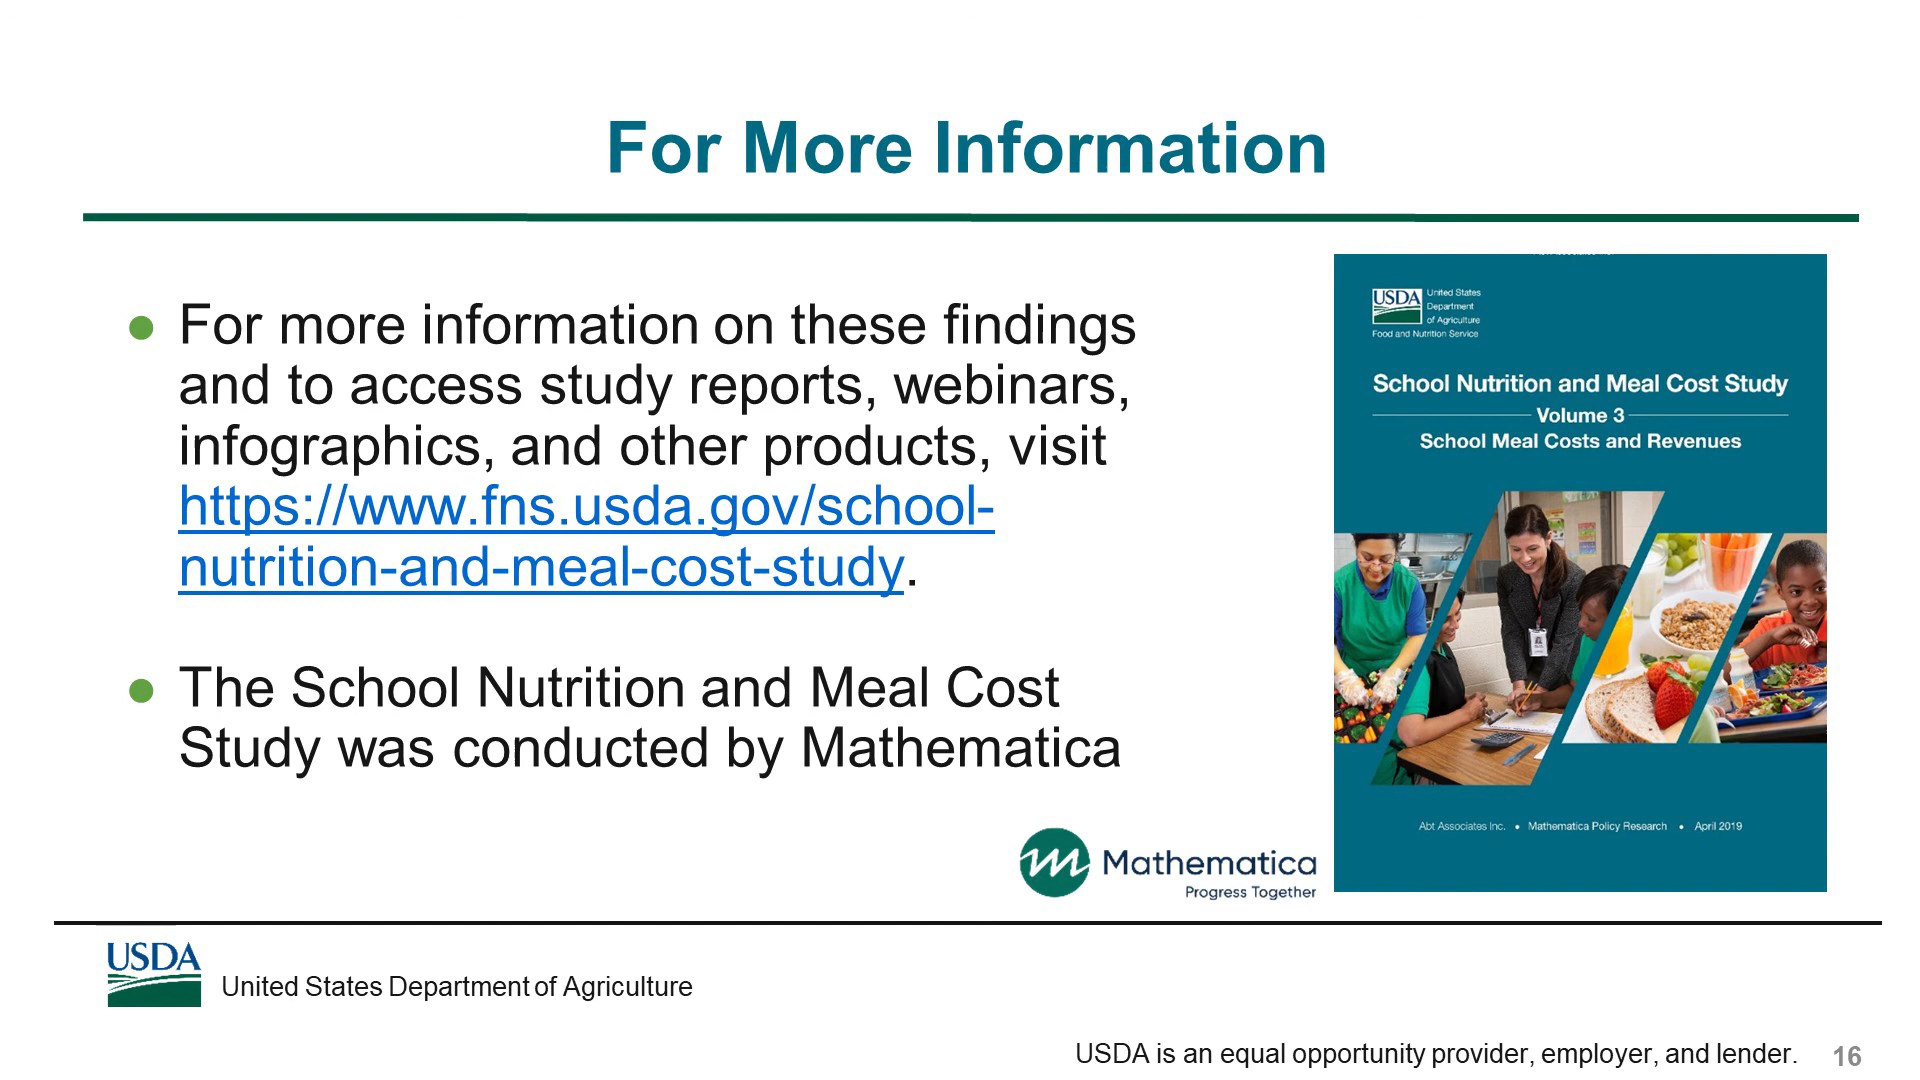 For More Information
● For more information on these findings
and to access study reports, webinars,
infographics, and other products, visit
https://www.fns.usda.gov/school-
nutrition-and-meal-cost-study.
● The School Nutrition and Meal Cost
Study was conducted by Mathematica
Mathematica
Progress Together
USDA
United States
Department
of Agriculture
Food and Nutrition Service
School Nutrition and Meal Cost Study
Volume 3
School Meal Costs and Revenues
Abt Associates Inc. • Mathematica Policy Research • April 2019
USDA
United States Department of Agriculture
USDA is an equal opportunity provider, employer, and lender.
16